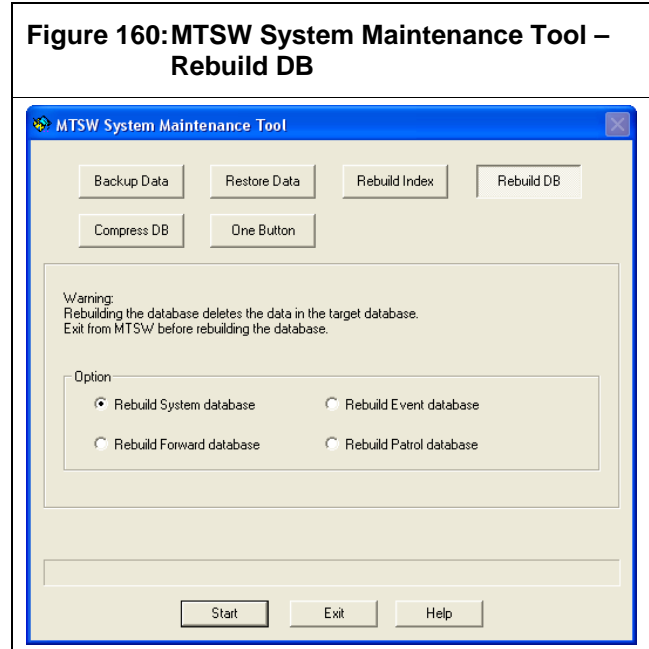 Figure 160: MTSW System Maintenance Tool –
Rebuild DB
MTSW System Maintenance Tool
Backup Data Restore Data Rebuild Index Rebuild DB
Compress DB One Button
Warning:
Rebuilding the database deletes the data in the target database.
Exit from MTSW before rebuilding the database.
Option
Rebuild System database Rebuild Event database
Rebuild Forward database Rebuild Patrol database
Start Exit Help